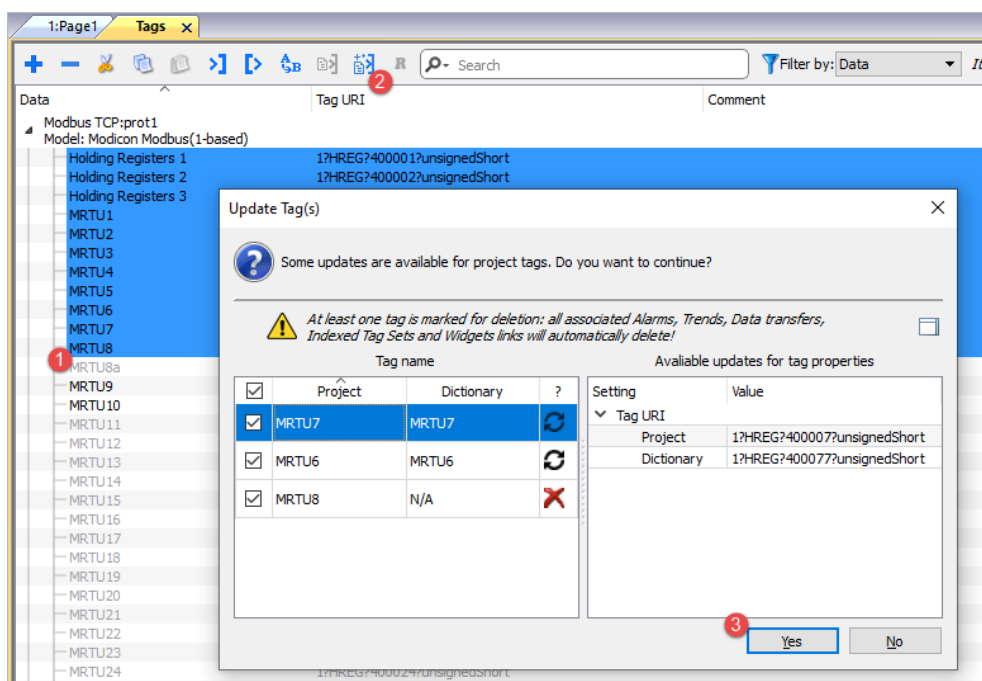 1:Page1 Tags x
2
R Search Filter by: Data
Data Tag URI Comment
Modbus TCP:prot1
Model: Modicon Modbus(1-based)
Holding Registers 1 1?HREG?400001?unsignedShort
Holding Registers 2 1?HREG?400002?unsignedShort
Holding Registers 3
MRTU1
MRTU2
MRTU3
MRTU4
MRTU5
MRTU6
MRTU7
MRTU8
1
MRTU8a
MRTU9
MRTU10
MRTU11
MRTU12
MRTU13
MRTU14
MRTU15
MRTU16
MRTU17
MRTU18
MRTU19
MRTU20
MRTU21
MRTU22
MRTU23
MRTU24 1?HREG?400024?unsignedShort
Update Tag(s)
Some updates are available for project tags. Do you want to continue?
At least one tag is marked for deletion: all associated Alarms, Trends, Data transfers,
Indexed Tag Sets and Widgets links will automatically delete!
Tag name Avaliable updates for tag properties
Project Dictionary ? Setting Value
MRTU7 MRTU7
MRTU6 MRTU6
MRTU8 N/A
Tag URI
Project 1?HREG?400007?unsignedShort
Dictionary 1?HREG?400077?unsignedShort
3
Yes No